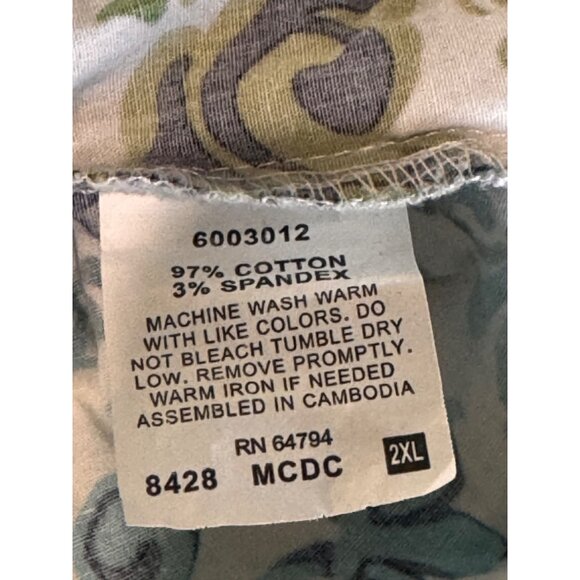 6003012
97% COTTON
3% SPANDEX
MACHINE WASH WARM
WITH LIKE COLORS. DO
NOT BLEACH TUMBLE DRY
LOW. REMOVE PROMPTLY.
WARM IRON IF NEEDED
ASSEMBLED IN CAMBODIA
RN 64794
8428 MCDC 2XL